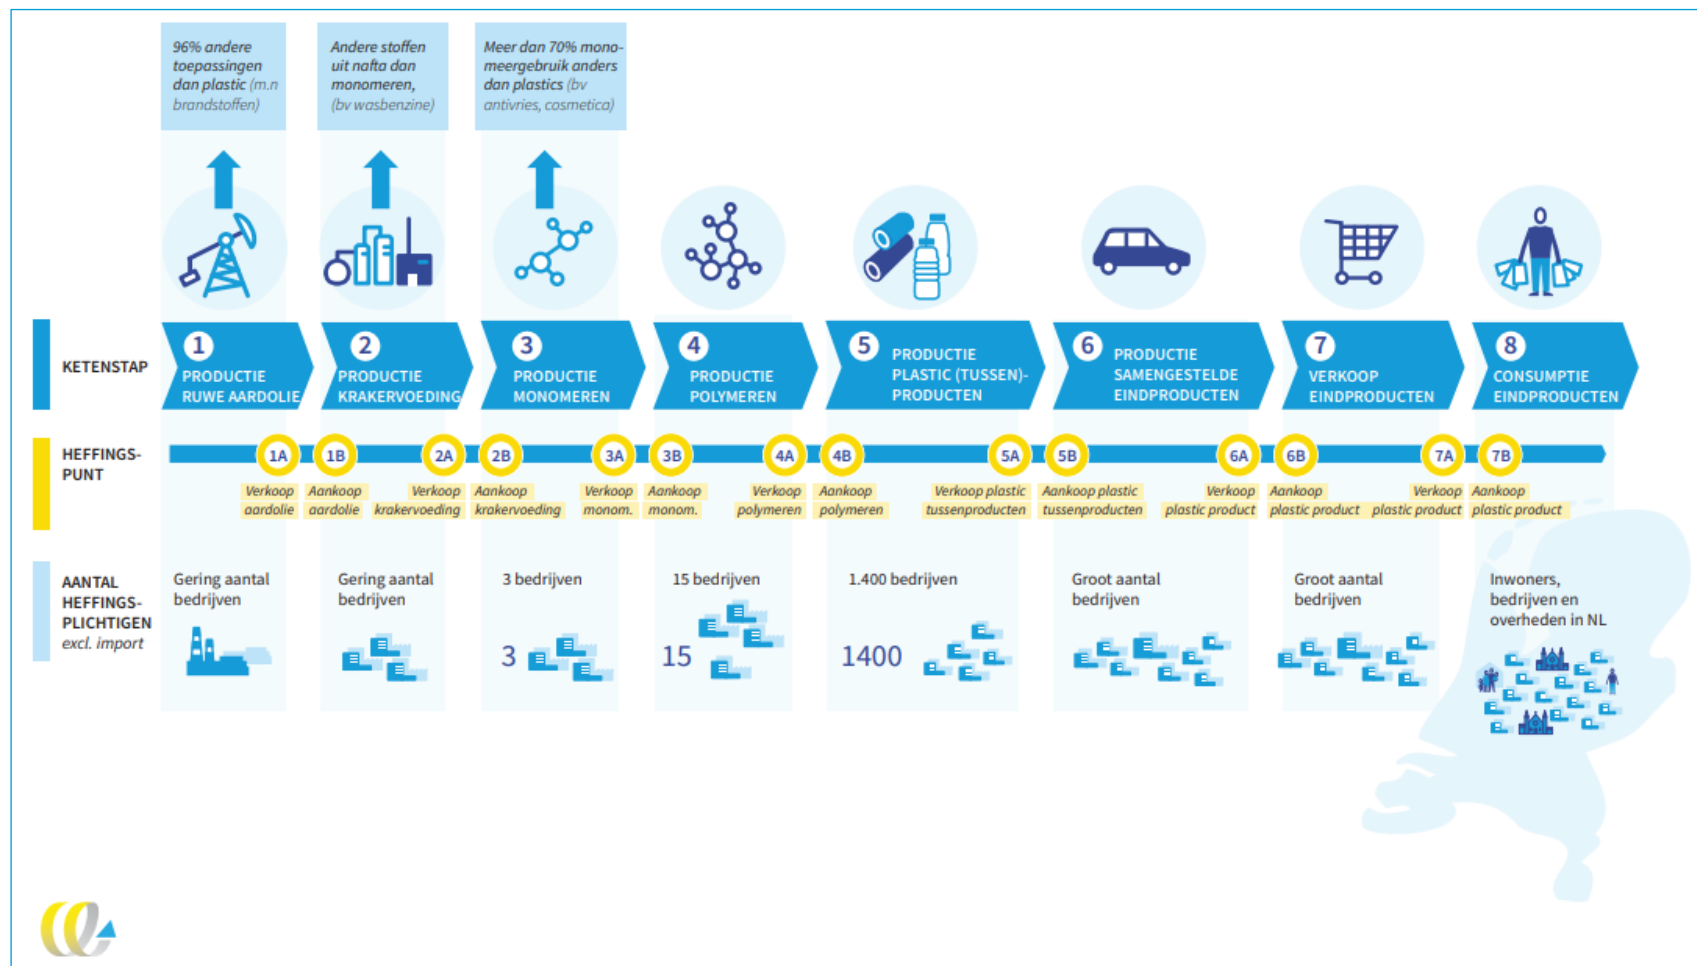 96% andere
toepassingen
dan plastic (m.n
brandstoffen)
Andere stoffen
uit nafta dan
monomeren,
(bv wasbenzine)
Meer dan 70% mono-
meergebruik anders
dan plastics (bv
antivries, cosmetica)
KETENSTAP
1
PRODUCTIE
RUWE AARDOLIE
2
PRODUCTIE
KRAKERVOEDING
3
PRODUCTIE
MONOMEREN
4
PRODUCTIE
POLYMEREN
5
PRODUCTIE
PLASTIC (TUSSEN)-
PRODUCTEN
6
PRODUCTIE
SAMENGESTELDE
EINDPRODUCTEN
7
VERKOOP
EINDPRODUCTEN
8
CONSUMPTIE
EINDPRODUCTEN
HEFFINGS-
PUNT
1A
Verkoop
aardolie
1B
Aankoop
aardolie
2A
Verkoop
krakervoeding
2B
Aankoop
krakervoeding
3A
Verkoop
monom.
3B
Aankoop
monom.
4A
Verkoop
polymeren
4B
Aankoop
polymeren
5A
Verkoop plastic
tussenproducten
5B
Aankoop plastic
tussenproducten
6A
Verkoop
plastic product
6B
Aankoop
plastic product
7A
Verkoop
plastic product
7B
Aankoop
plastic product
AANTAL
HEFFINGS-
PLICHTIGEN
excl. import
Gering aantal
bedrijven
Gering aantal
bedrijven
3 bedrijven
3
15 bedrijven
15
1.400 bedrijven
1400
Groot aantal
bedrijven
Groot aantal
bedrijven
Inwoners,
bedrijven en
overheden in NL